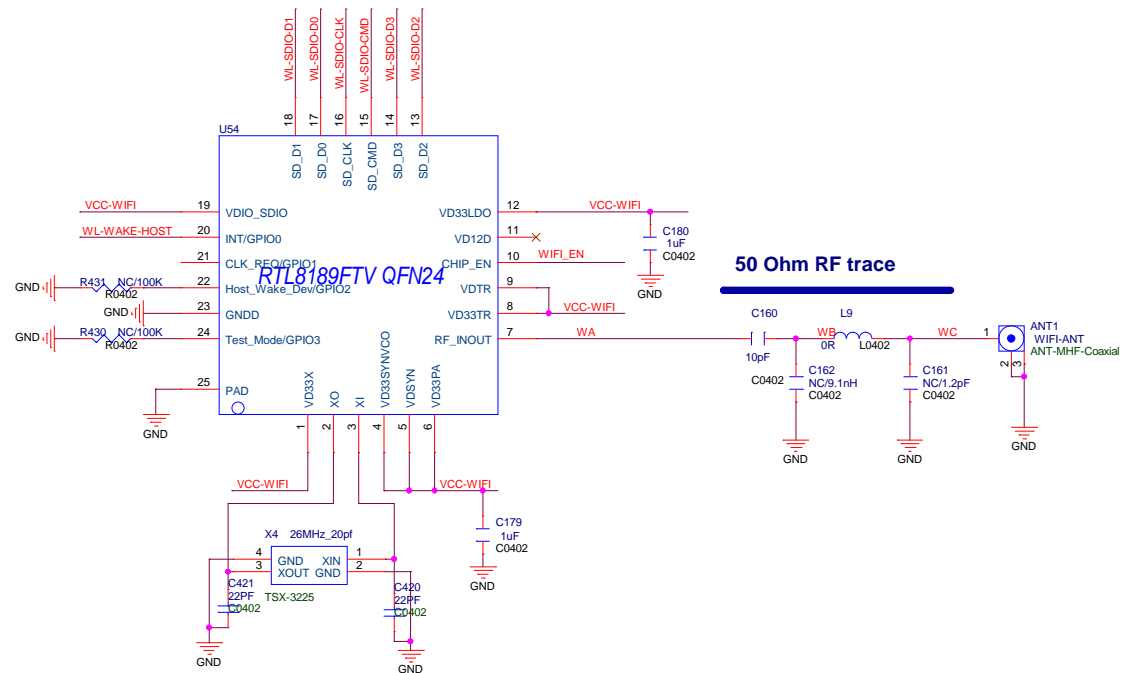 WL-SDIO-D1
WL-SDIO-D0
WL-SDIO-CLK
WL-SDIO-CMD
WL-SDIO-D3
WL-SDIO-D2
18
17
16
15
14
13
U54
SD_D1
SD_D0
SD_CLK
SD_CMD
SD_D3
SD_D2
VCC-WIFI
19
VDIO_SDIO
WL-WAKE-HOST
20
INT/GPIO0
21
CLK_REQ/GPIO1
GND
R431
NC/100K
R0402
22
Host_Wake_Dev/GPIO2
GND
23
GNDD
GND
R430
NC/100K
R0402
24
Test_Mode/GPIO3
25
PAD
GND
RTL8189FTV QFN24
VD33LDO
12
VCC-WIFI
VD12D
11
CHIP_EN
10
WIFI_EN
VDTR
9
VD33TR
8
VCC-WIFI
RF_INOUT
7
WA
C180
1uF
C0402
GND
50 Ohm RF trace
C160
10pF
C0402
WB
L9
0R
L0402
WC
C162
NC/9.1nH
C0402
GND
C161
NC/1.2pF
C0402
GND
1
2
3
ANT1
WIFI-ANT
ANT-MHF-Coaxial
GND
VD33X
XO
XI
VD33SYNVCO
VDSYN
VD33PA
1
2
3
4
5
6
VCC-WIFI
VCC-WIFI
C179
1uF
C0402
GND
X4
26MHz_20pf
4
GND
XIN
1
3
XOUT
GND
2
TSX-3225
C421
22PF
C0402
GND
C420
22PF
C0402
GND